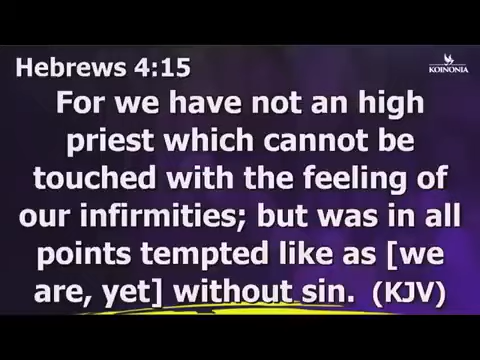 Hebrews 4:15
KOINONIA
For we have not an high
priest which cannot be
touched with the feeling of
our infirmities; but was in all
points tempted like as [we
are, yet] without sin. (KJV)